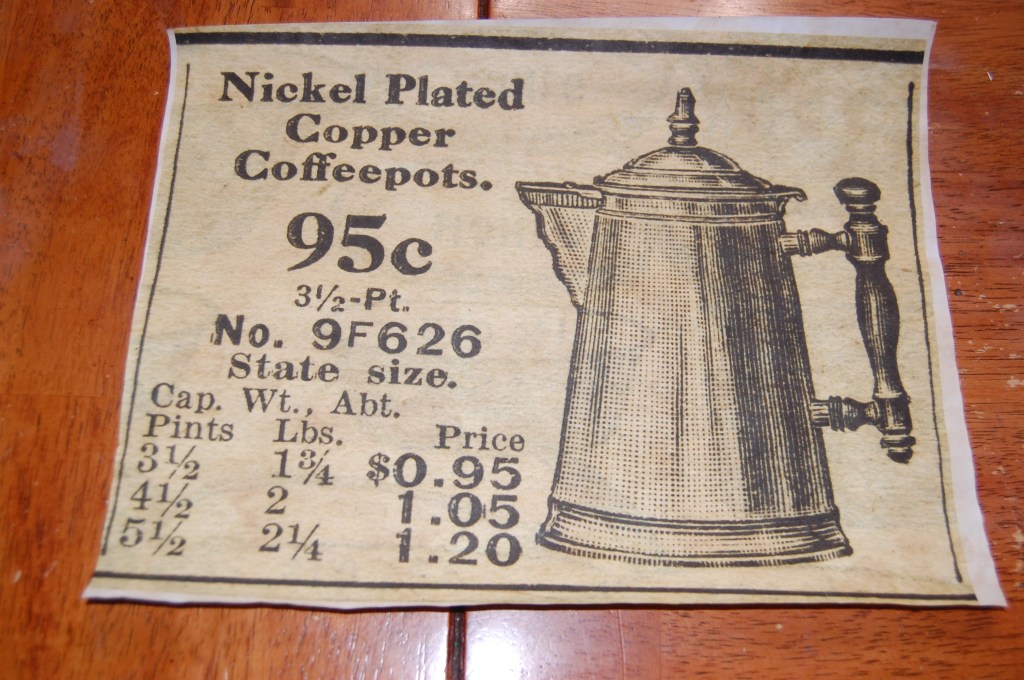 Nickel Plated
Copper
Coffeepots.
95c
3½-Pt.
No. 9F626
State size.
Cap. Wt., Abt.
Pints Lbs. Price
3½ 1¾ $0.95
4½ 2 1.05
5½ 2¼ 1.20